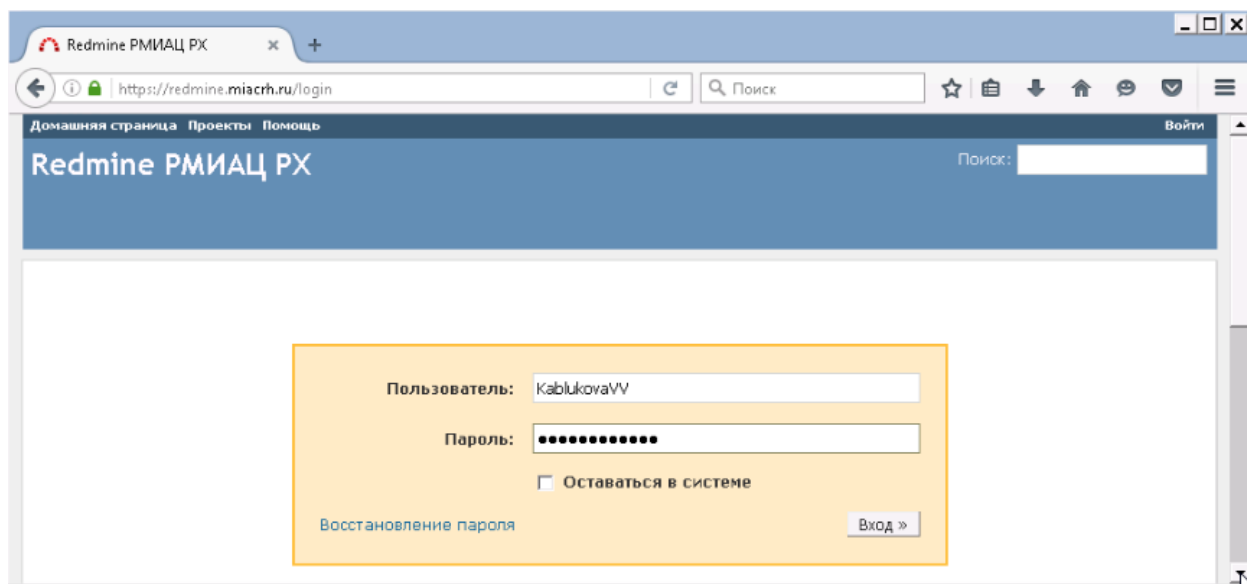 Redmine РМИАЦ РХ
https://redmine.miacrh.ru/login
Поиск
Домашняя страница Проекты Помощь
Войти
Redmine РМИАЦ РХ
Поиск:
Пользователь: KablukovaVV
Пароль: ●●●●●●●●●●●●
Оставаться в системе
Восстановление пароля
Вход »